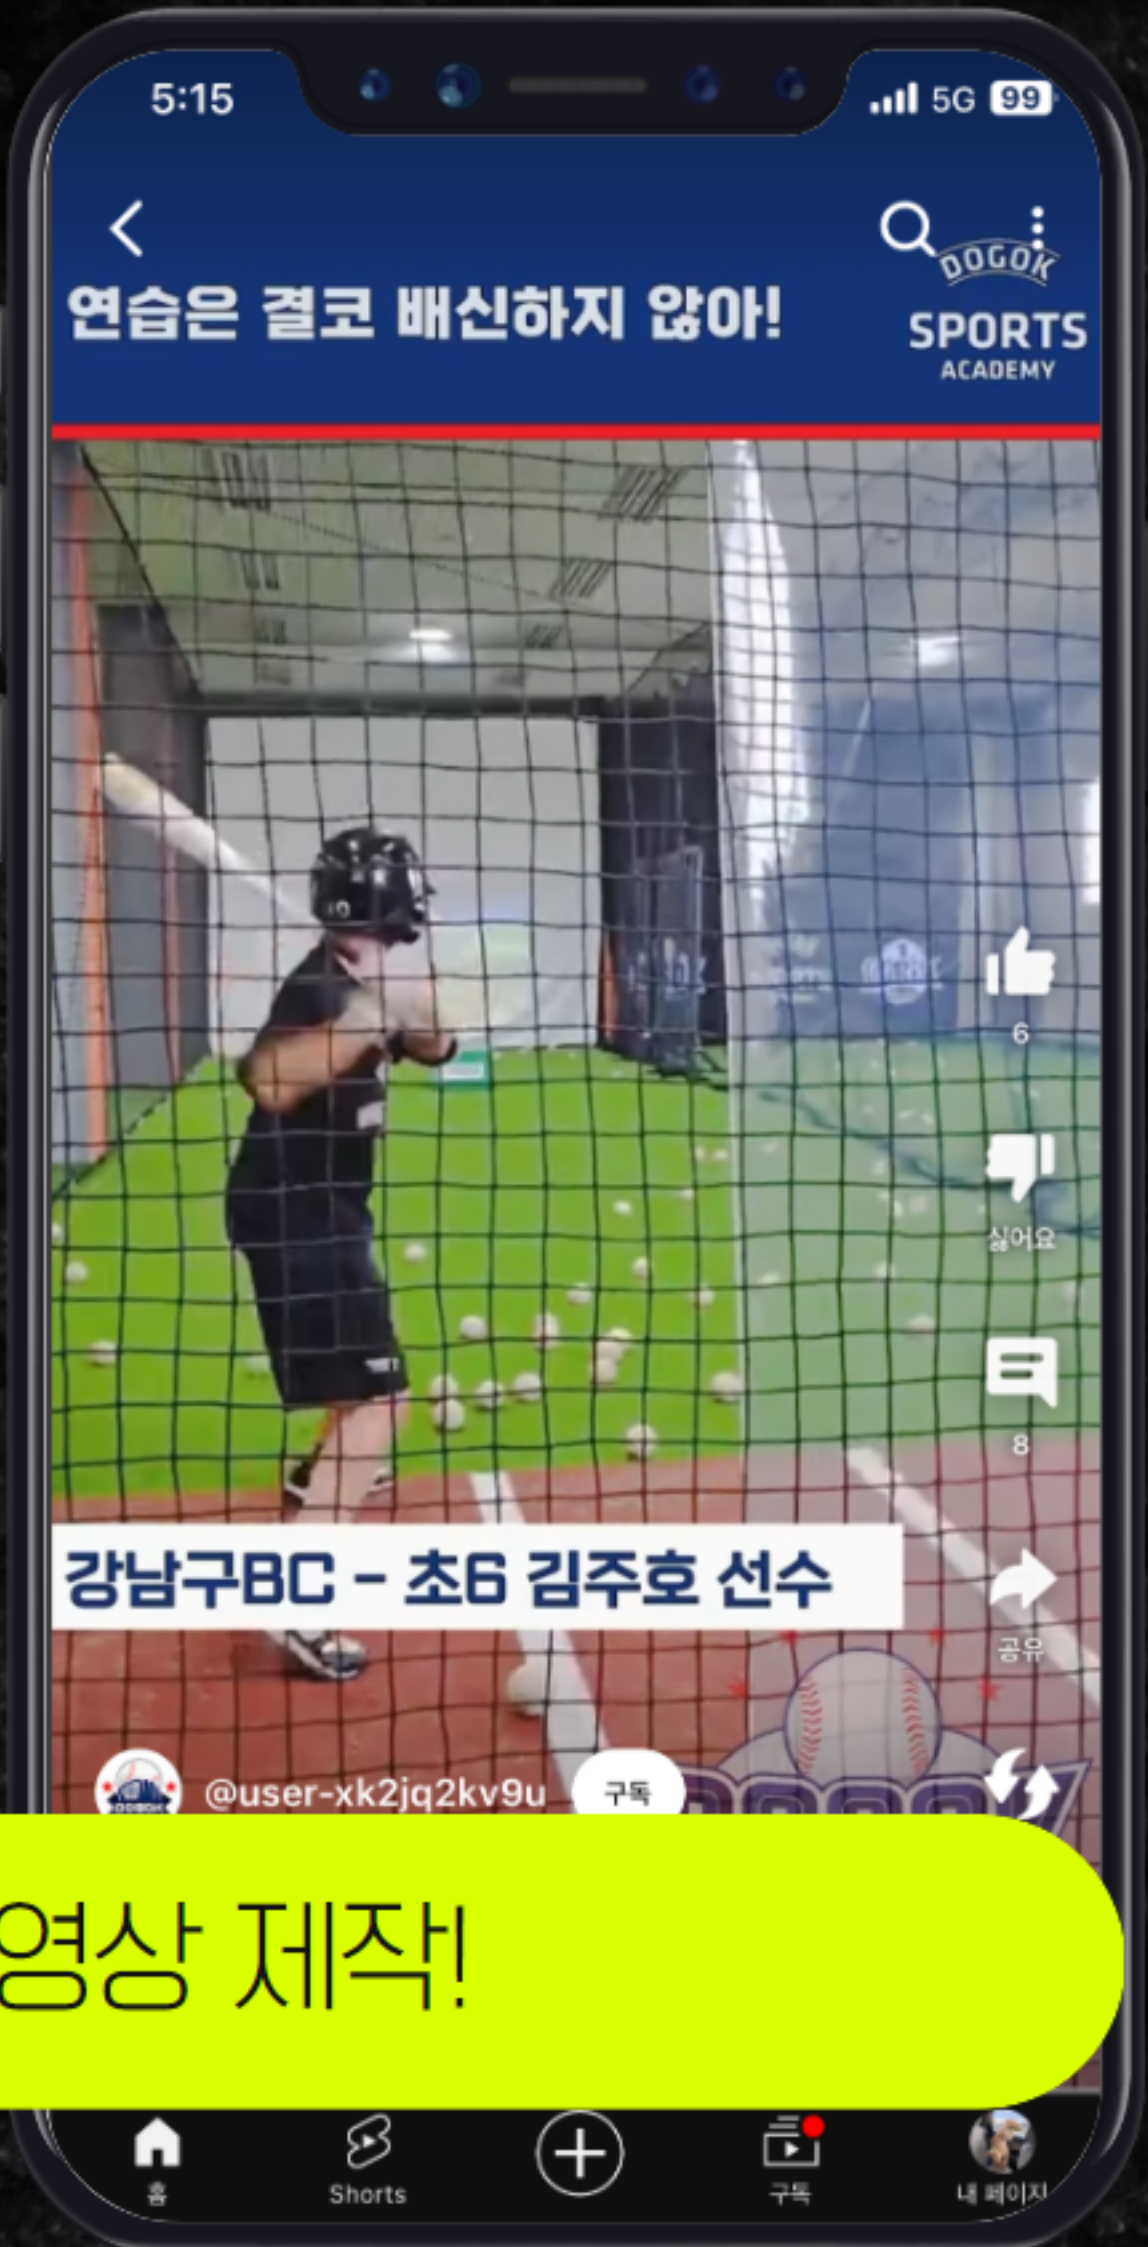 5:15
5G 99
연습은 결코 배신하지 않아!
DOGOK
SPORTS
ACADEMY
6
싫어요
8
강남구BC - 초6 김주호 선수
공유
@user-xk2jq2kv9u
구독
영상 제작!
홈
Shorts
구독
내 페이지